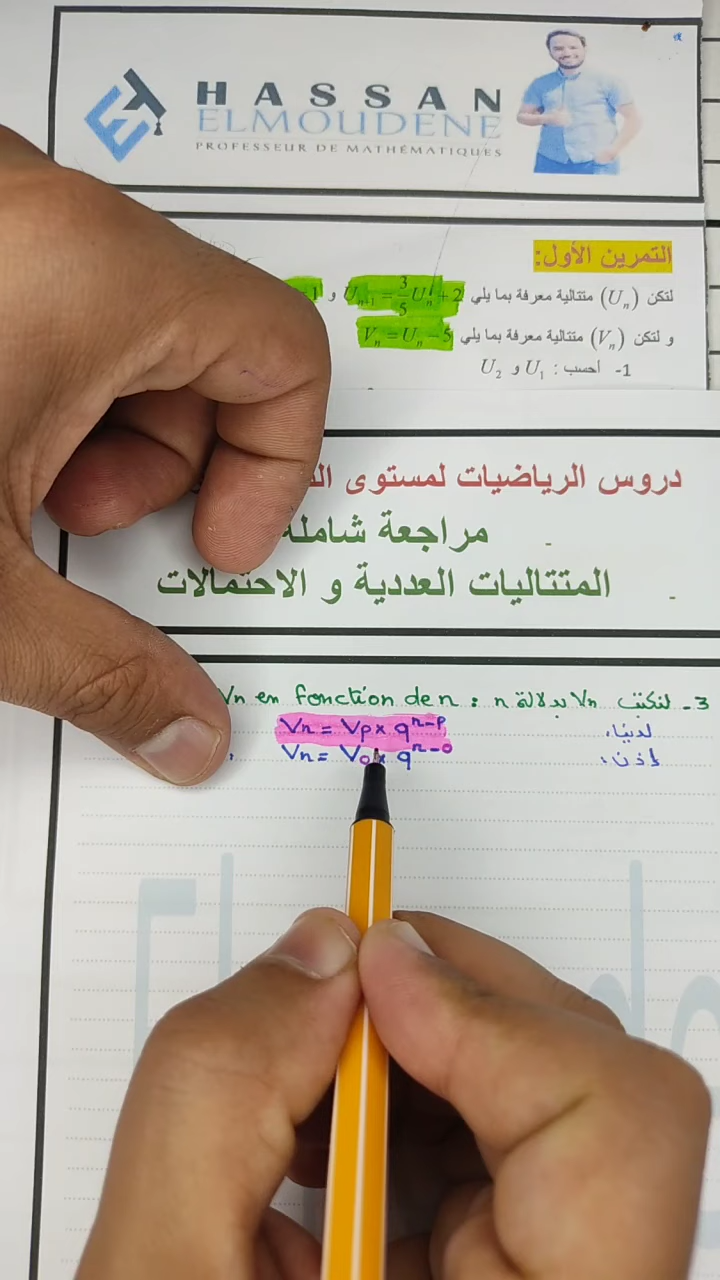 HASSAN
ELMOUDENE
PROFESSEUR DE MATHÉMATIQUES
التمرين الأول:
لتكن (Uₙ) متتالية معرفة بما يلي Uₙ₊₁ = 3/5 Uₙ + 2 و 1
و لتكن (Vₙ) متتالية معرفة بما يلي Vₙ = Uₙ − 5
1- أحسب : U₁ و U₂
دروس الرياضيات لمستوى
مراجعة شاملة
المتتاليات العددية و الاحتمالات
3- لنكتب Vn بدلالة n : Vn en fonction de n
لدينا: Vn = Vp × q^(n-p)
إذن: Vn = V0 × q^(n-0)